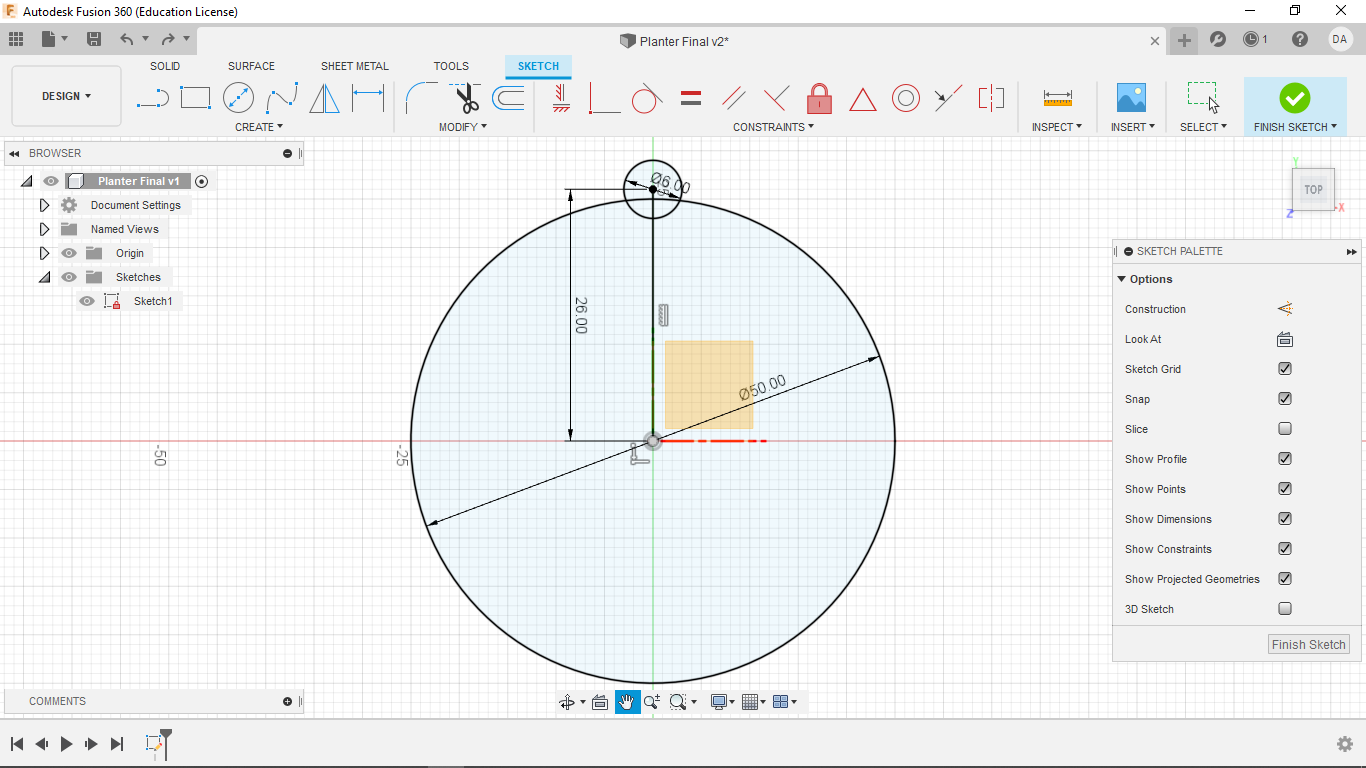 Autodesk Fusion 360 (Education License)
Planter Final v2*
1
DA
DESIGN
SOLID
SURFACE
SHEET METAL
TOOLS
SKETCH
CREATE
MODIFY
CONSTRAINTS
INSPECT
INSERT
SELECT
FINISH SKETCH
BROWSER
Planter Final v1
Document Settings
Named Views
Origin
Sketches
Sketch1
Ø6.00
26.00
Ø50.00
-50
-25
Y
TOP
Z
-X
SKETCH PALETTE
Options
Construction
Look At
Sketch Grid
Snap
Slice
Show Profile
Show Points
Show Dimensions
Show Constraints
Show Projected Geometries
3D Sketch
Finish Sketch
COMMENTS